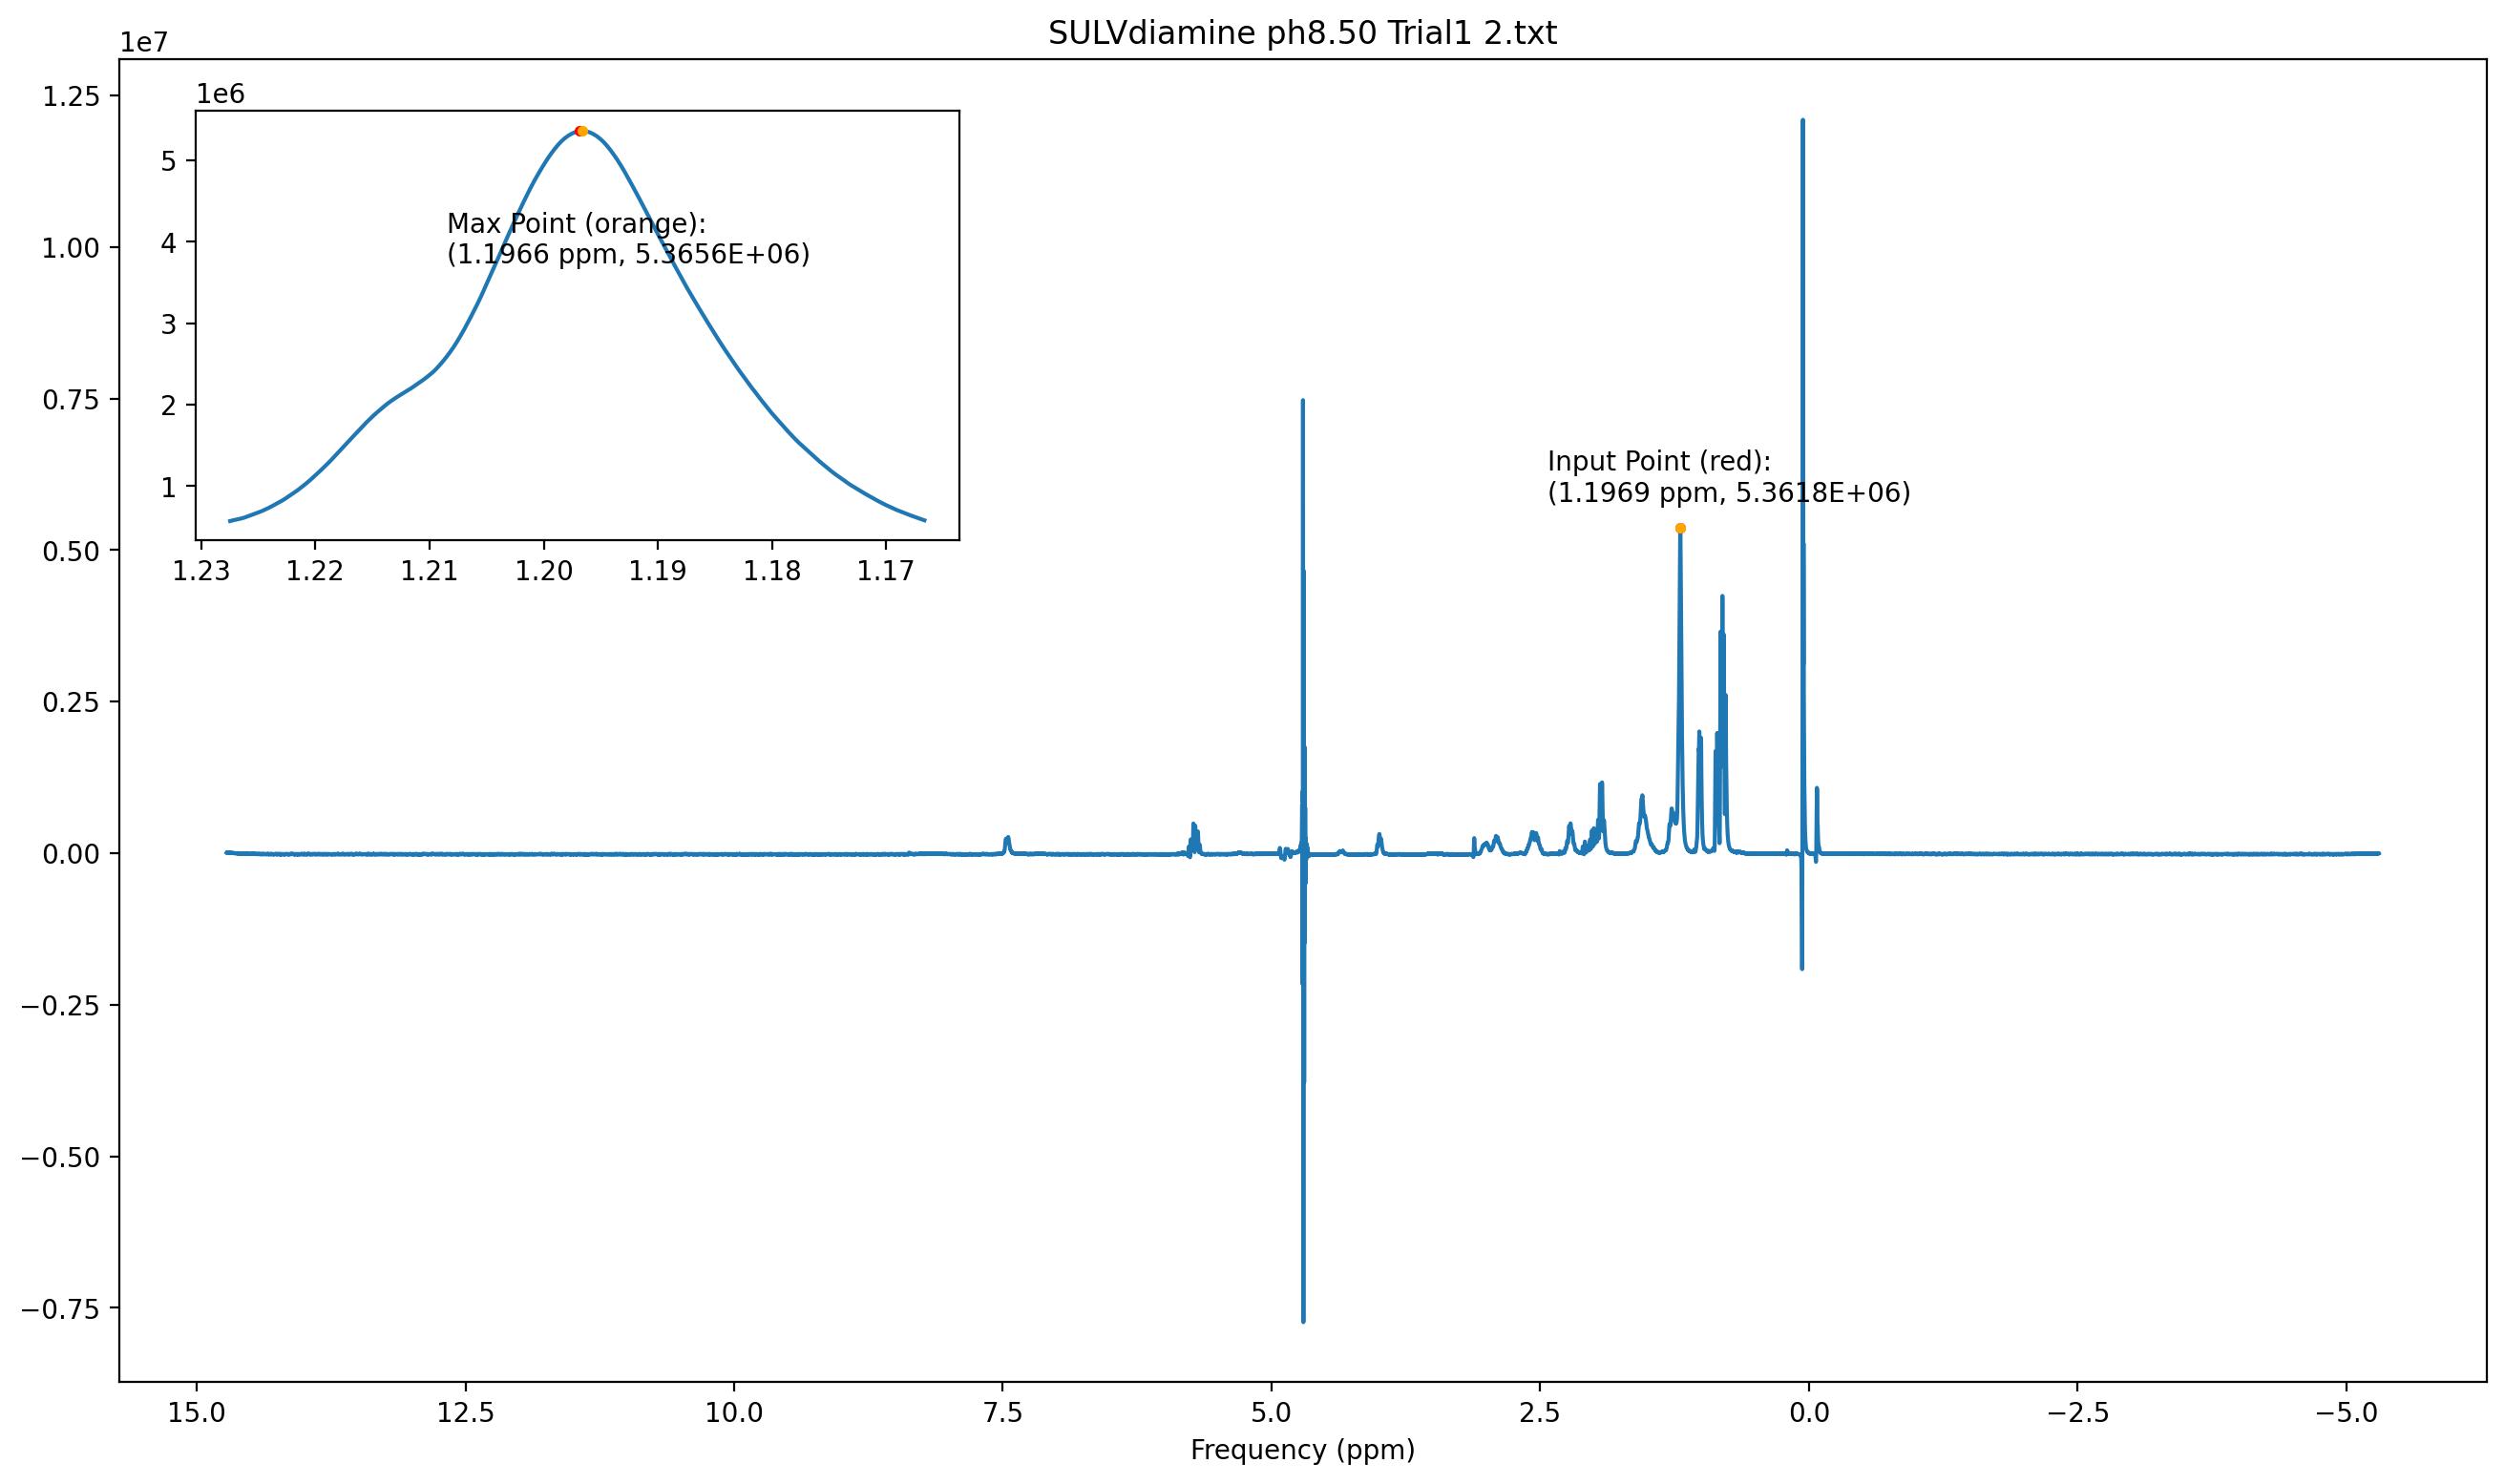 SULVdiamine ph8.50 Trial1 2.txt
1e7
1.25
1.00
0.75
0.50
0.25
0.00
−0.25
−0.50
−0.75
1e6
5
4
3
2
1
Max Point (orange):
(1.1966 ppm, 5.3656E+06)
1.23 1.22 1.21 1.20 1.19 1.18 1.17
Input Point (red):
(1.1969 ppm, 5.3618E+06)
15.0 12.5 10.0 7.5 5.0 2.5 0.0 −2.5 −5.0
Frequency (ppm)